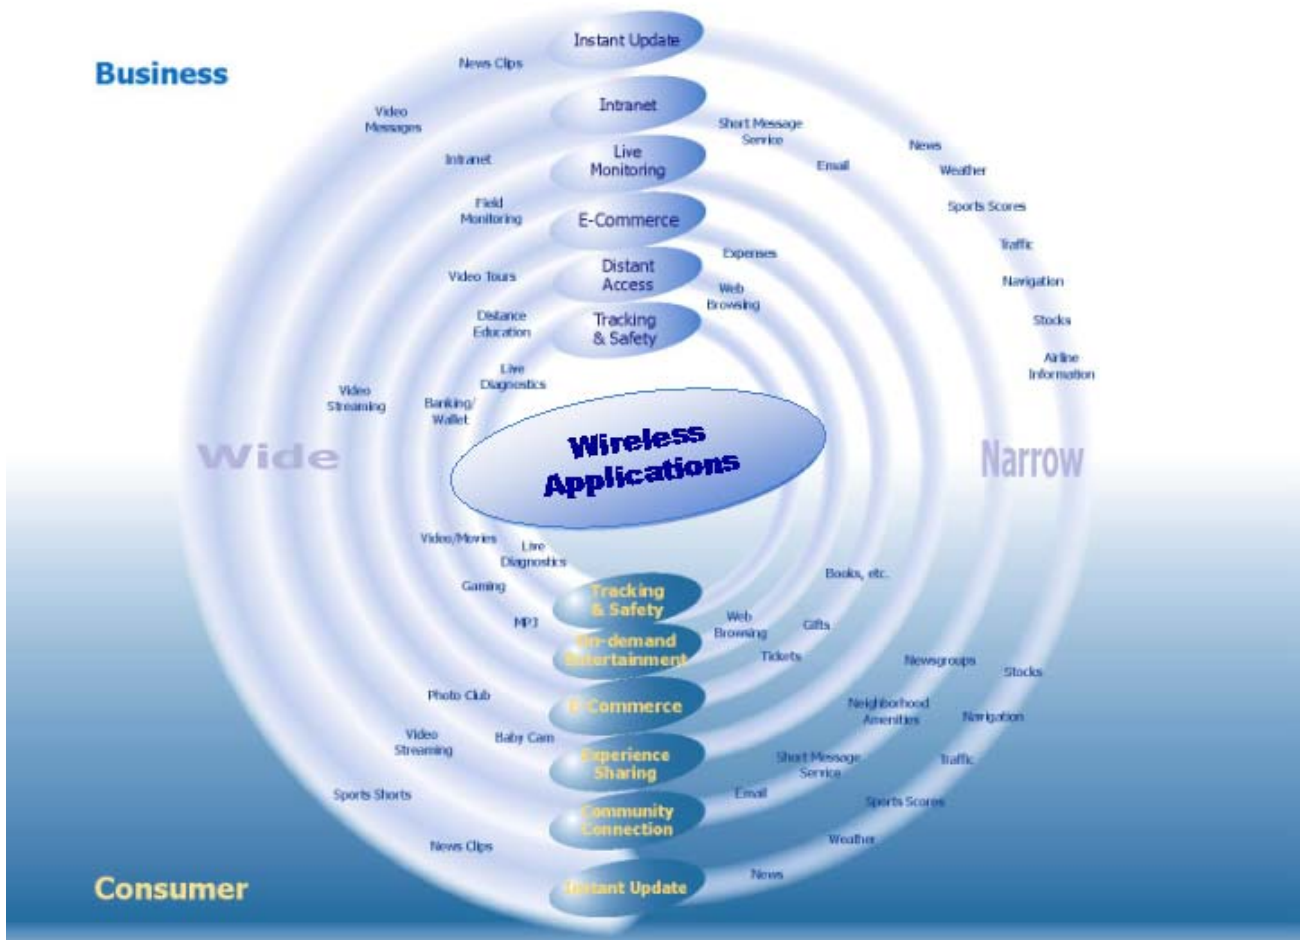 Business
Instant Update
News Clips
Intranet
Video
Messages
Short Message
Service
News
Live
Monitoring
Intranet
Email
Weather
Field
Monitoring
E-Commerce
Sports Scores
Expenses
Traffic
Distant
Access
Video Tours
Web
Browsing
Navigation
Distance
Education
Tracking
& Safety
Stocks
Live
Diagnostics
Airline
Information
Video
Streaming
Banking/
Wallet
Wireless
Applications
Wide
Narrow
Video/Movies
Live
Diagnostics
Books, etc.
Gaming
Tracking
& Safety
MP3
Web
Browsing
Gifts
On-demand
Entertainment
Tickets
Newsgroups
Stocks
Photo Club
E-Commerce
Neighborhood
Amenities
Navigation
Video
Streaming
Baby Cam
Experience
Sharing
Short Message
Service
Traffic
Sports Shorts
Email
Sports Scores
Community
Connection
News Clips
Weather
Consumer
Instant Update
News